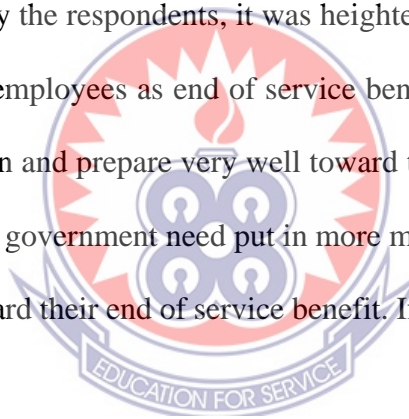 y the respondents, it was heighte
employees as end of service ben
n and prepare very well toward t
government need put in more m
ard their end of service benefit. I
EDUCATION FOR SERVICE